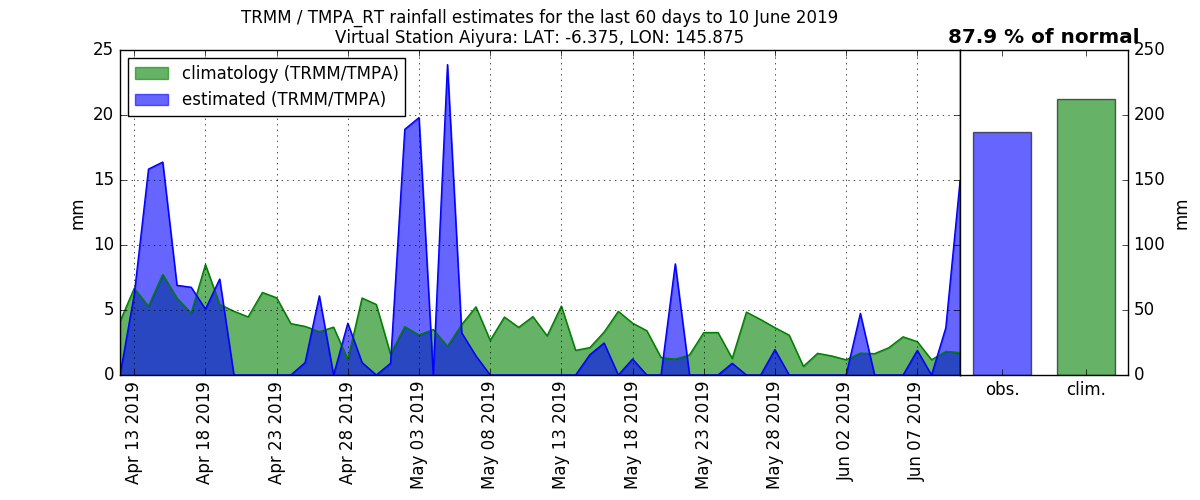 TRMM / TMPA_RT rainfall estimates for the last 60 days to 10 June 2019
Virtual Station Aiyura: LAT: -6.375, LON: 145.875
87.9 % of normal
climatology (TRMM/TMPA)
estimated (TRMM/TMPA)
25
20
15
10
5
0
mm
Apr 13 2019
Apr 18 2019
Apr 23 2019
Apr 28 2019
May 03 2019
May 08 2019
May 13 2019
May 18 2019
May 23 2019
May 28 2019
Jun 02 2019
Jun 07 2019
obs.
clim.
250
200
150
100
50
0
mm